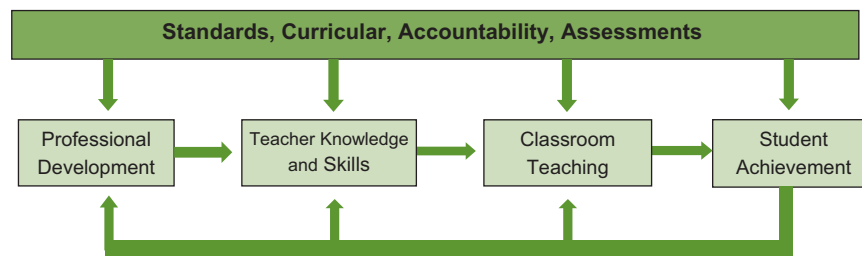 Standards, Curricular, Accountability, Assessments
Professional
Development
Teacher Knowledge
and Skills
Classroom
Teaching
Student
Achievement